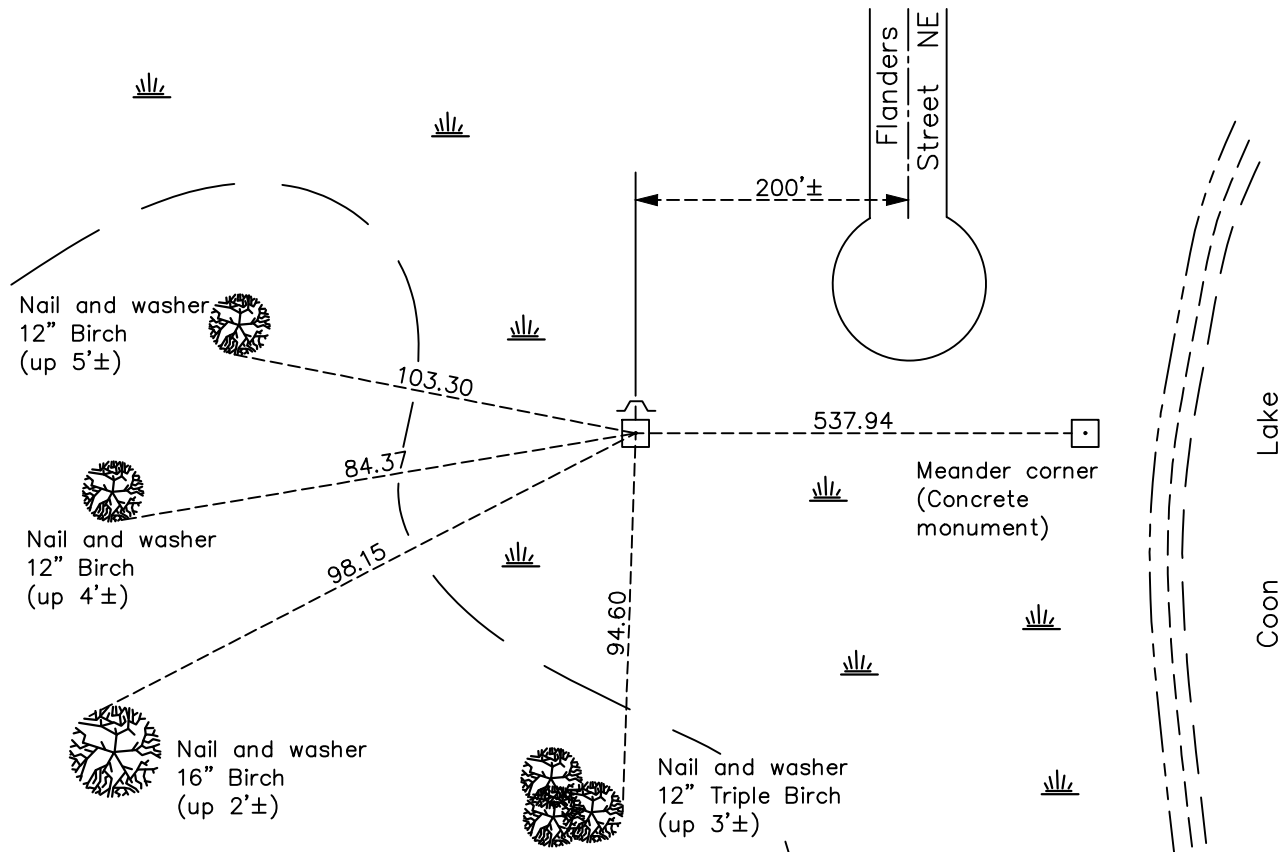 Flanders
Street NE
200'±
Nail and washer
12" Birch
(up 5'±)
103.30
537.94
Lake
84.37
Meander corner
(Concrete
monument)
Nail and washer
12" Birch
(up 4'±)
98.15
94.60
Coon
Nail and washer
16" Birch
(up 2'±)
Nail and washer
12" Triple Birch
(up 3'±)